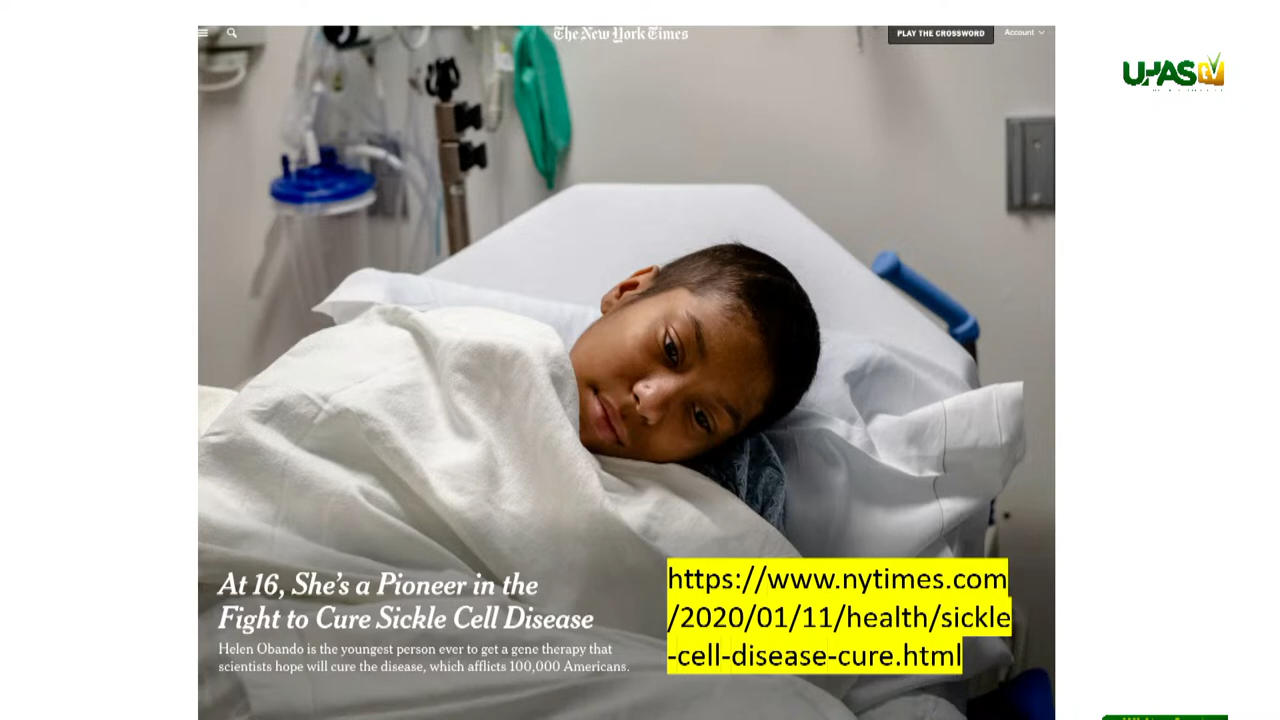 The New York Times
PLAY THE CROSSWORD
Account
UHAS TV
At 16, She's a Pioneer in the
Fight to Cure Sickle Cell Disease
Helen Obando is the youngest person ever to get a gene therapy that
scientists hope will cure the disease, which afflicts 100,000 Americans.
https://www.nytimes.com
/2020/01/11/health/sickle
-cell-disease-cure.html